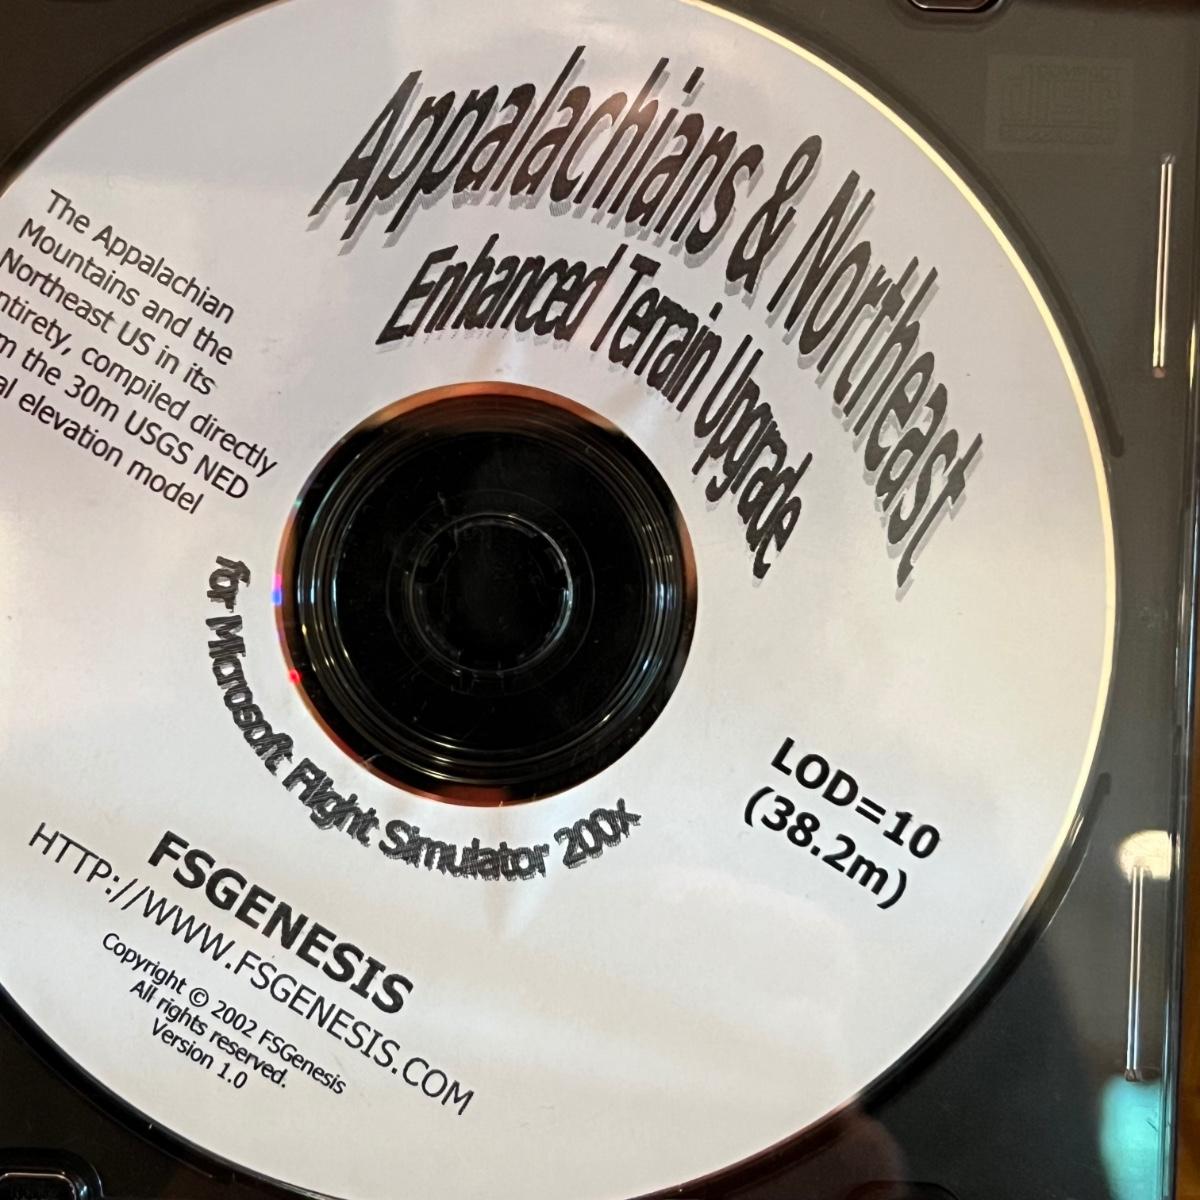 Appalachians & Northeast
Enhanced Terrain Upgrade
The Appalachian
Mountains and the
Northeast US in its
ntirety, compiled directly
m the 30m USGS NED
al elevation model
for Microsoft Flight Simulator 200X
LOD=10
(38.2m)
FSGENESIS
HTTP://WWW.FSGENESIS.COM
Copyright © 2002 FSGenesis
All rights reserved.
Version 1.0